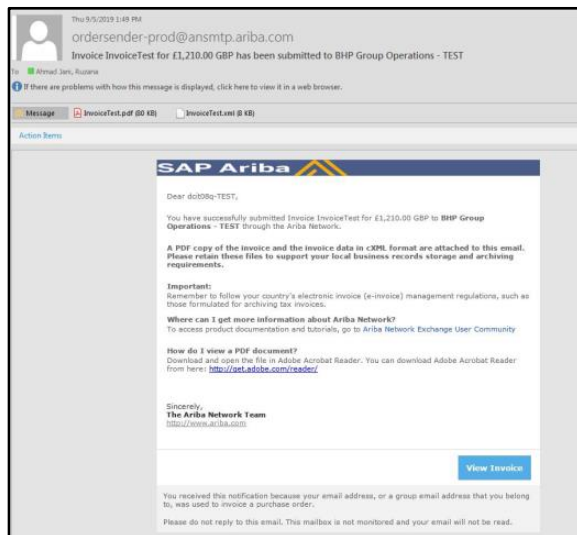 Thu 9/5/2019 1:49 PM
ordersender-prod@ansmtp.ariba.com
Invoice InvoiceTest for £1,210.00 GBP has been submitted to BHP Group Operations - TEST
To Ahmad Jani, Ruzana
If there are problems with how this message is displayed, click here to view it in a web browser.
Message InvoiceTest.pdf (80 KB) InvoiceTest.xml (8 KB)
Action Items
SAP Ariba
Dear dcit08q-TEST,
You have successfully submitted Invoice InvoiceTest for £1,210.00 GBP to BHP Group
Operations - TEST through the Ariba Network.
A PDF copy of the invoice and the invoice data in cXML format are attached to this email.
Please retain these files to support your local business records storage and archiving
requirements.
Important:
Remember to follow your country's electronic invoice (e-invoice) management regulations, such as
those formulated for archiving tax invoices.
Where can I get more information about Ariba Network?
To access product documentation and tutorials, go to Ariba Network Exchange User Community
How do I view a PDF document?
Download and open the file in Adobe Acrobat Reader. You can download Adobe Acrobat Reader
from here: http://get.adobe.com/reader/
Sincerely,
The Ariba Network Team
http://www.ariba.com
View Invoice
You received this notification because your email address, or a group email address that you belong
to, was used to invoice a purchase order.
Please do not reply to this email. This mailbox is not monitored and your email will not be read.